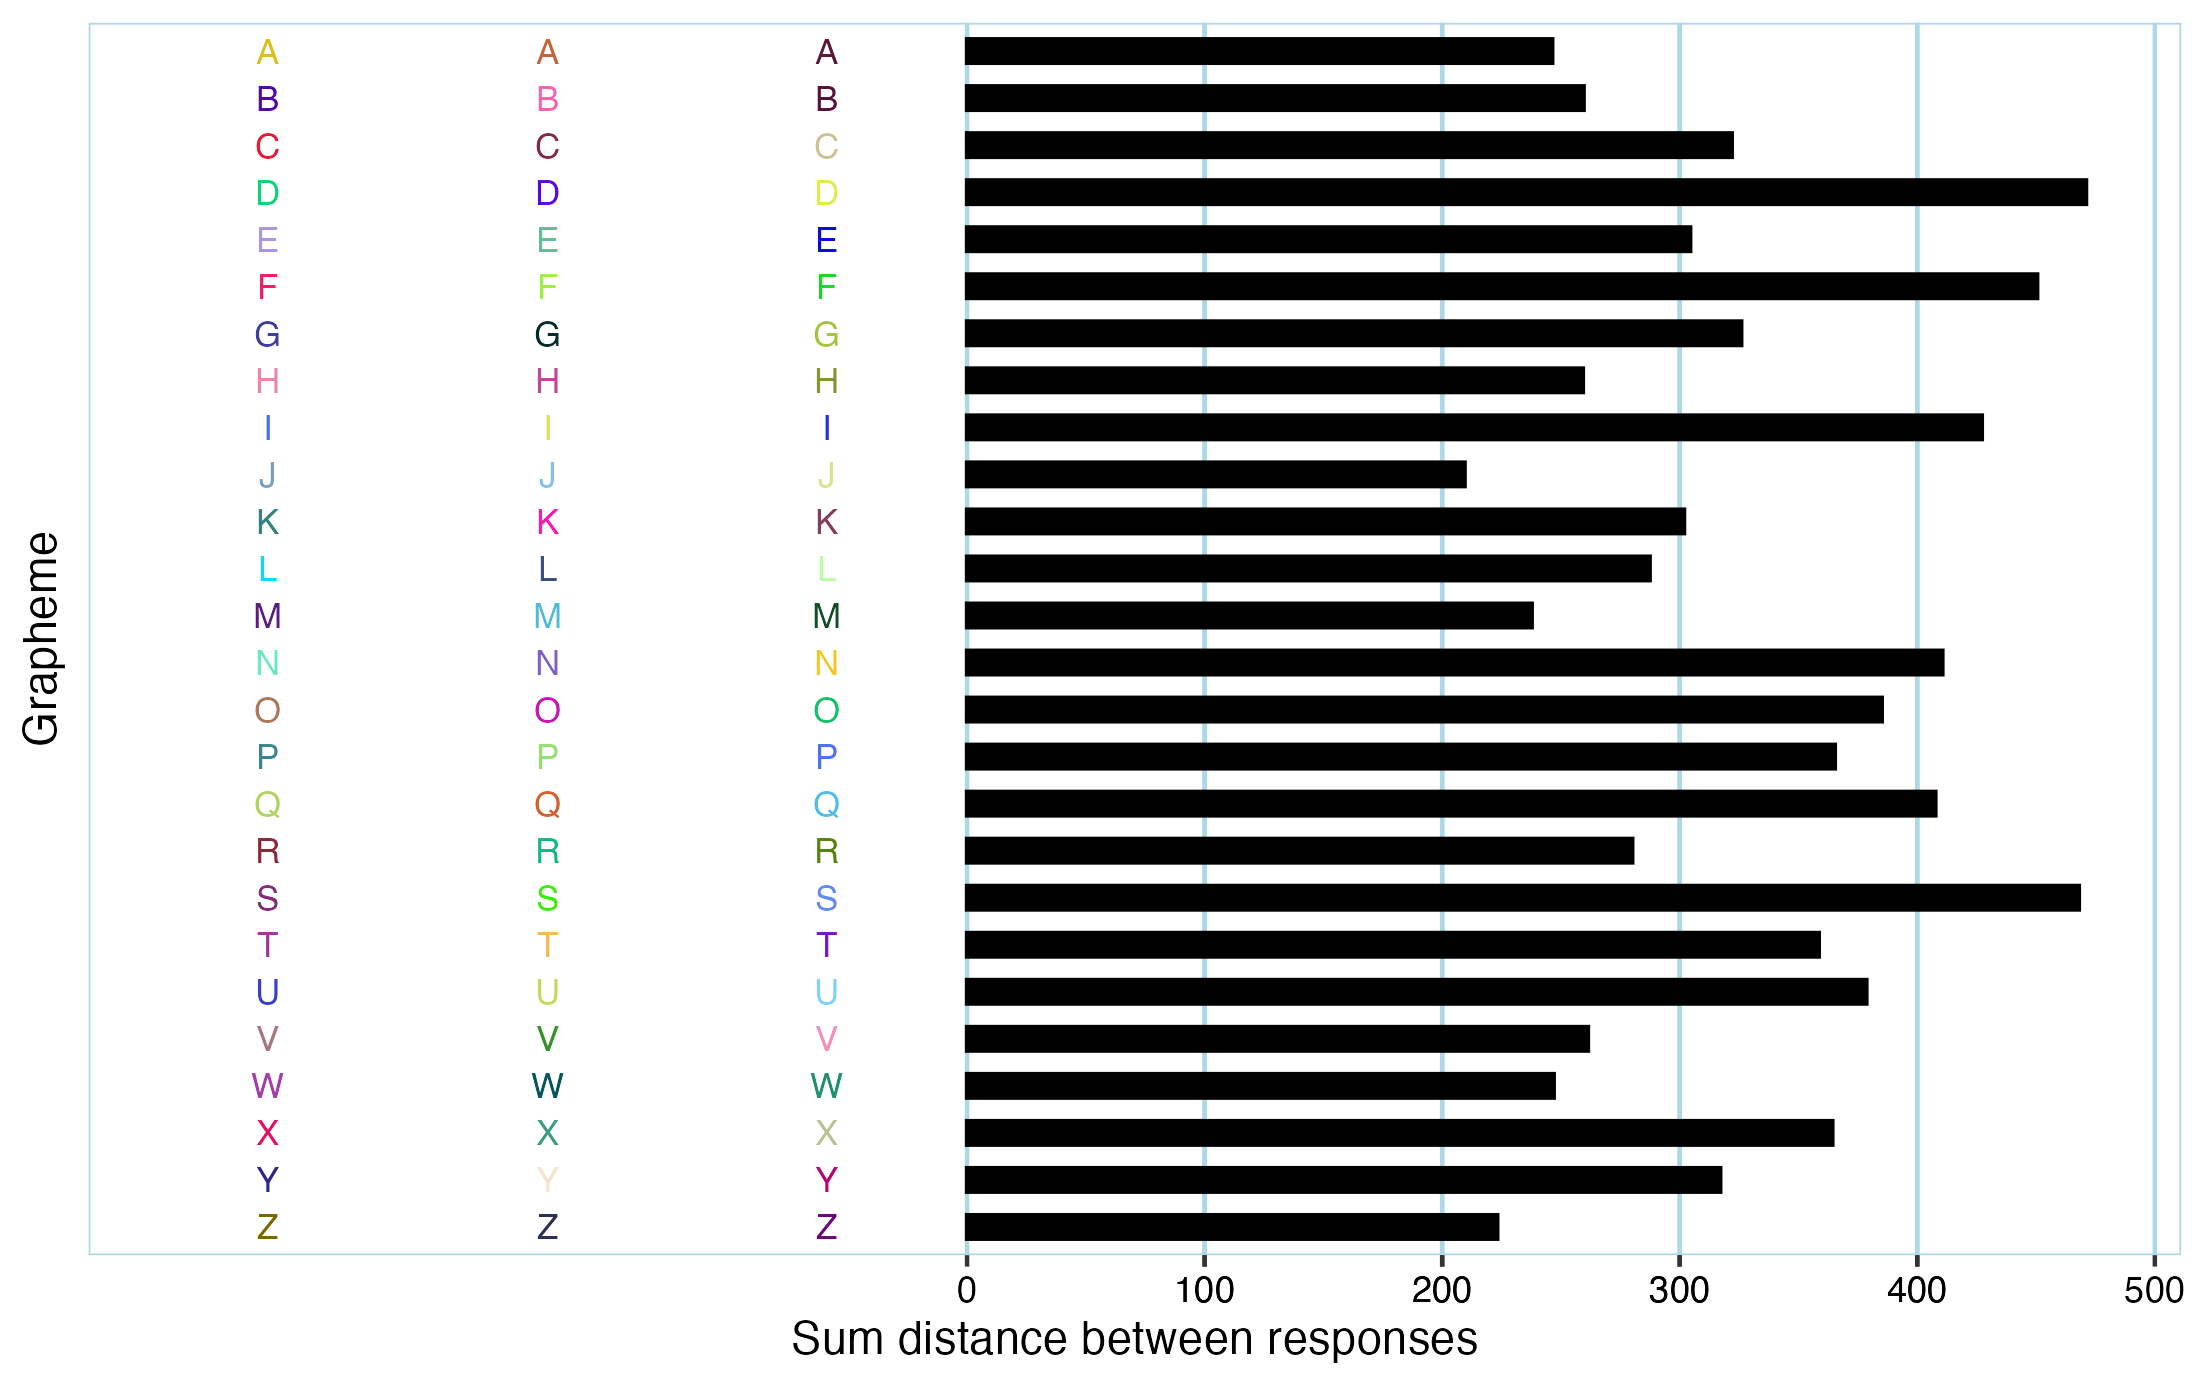 A A A
B B B
C C C
D D D
E E E
F F F
G G G
H H H
I I I
J J J
K K K
L L L
M M M
N N N
O O O
P P P
Q Q Q
R R R
S S S
T T T
U U U
V V V
W W W
X X X
Y Y Y
Z Z Z
Grapheme
0 100 200 300 400 500
Sum distance between responses